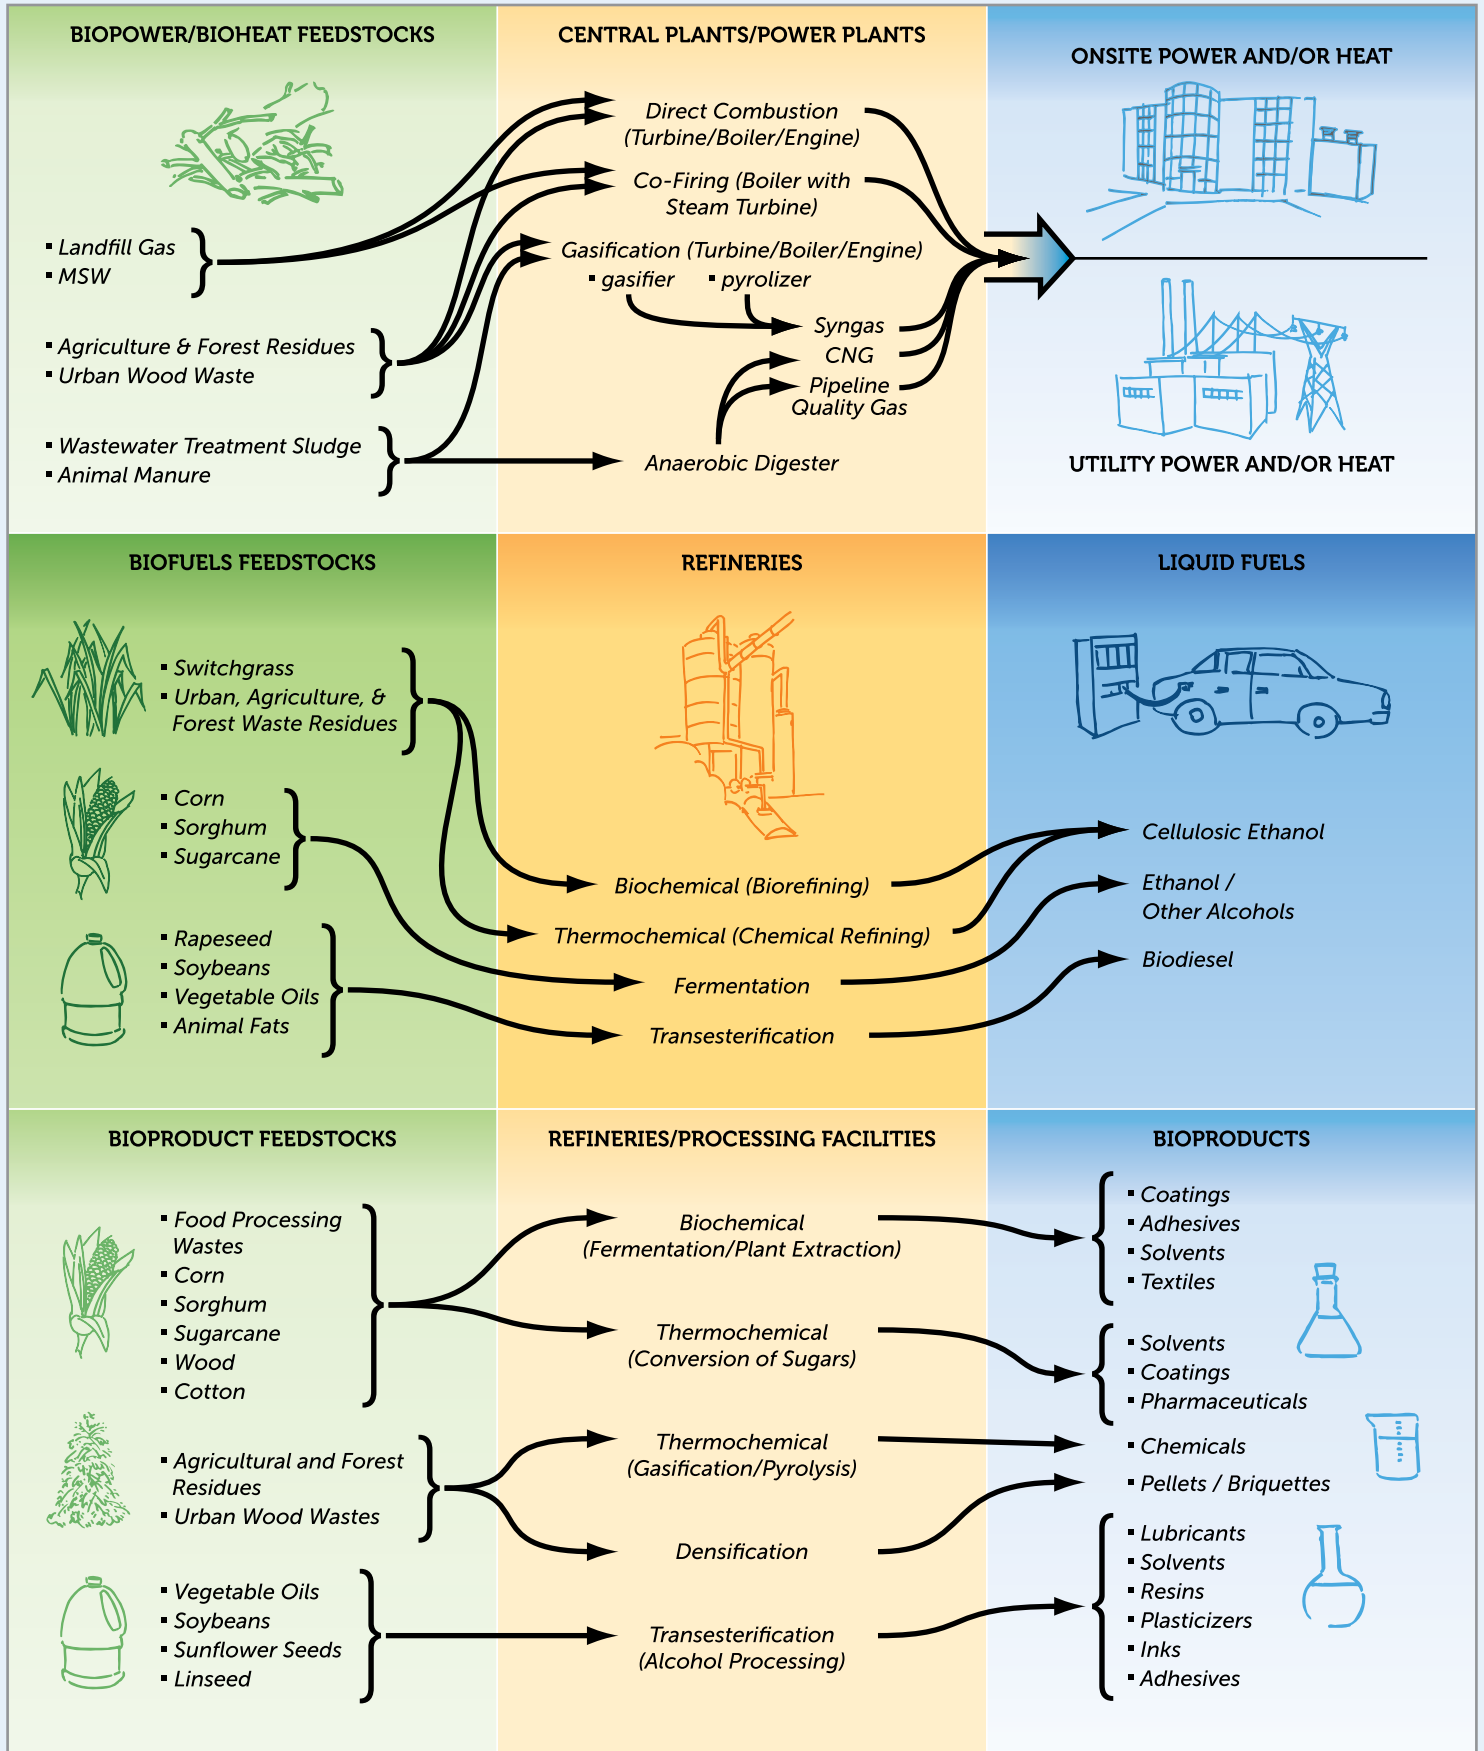 BIOPOWER/BIOHEAT FEEDSTOCKS
▪ Landfill Gas
▪ MSW
▪ Agriculture & Forest Residues
▪ Urban Wood Waste
▪ Wastewater Treatment Sludge
▪ Animal Manure
CENTRAL PLANTS/POWER PLANTS
Direct Combustion
(Turbine/Boiler/Engine)
Co-Firing (Boiler with
Steam Turbine)
Gasification (Turbine/Boiler/Engine)
▪ gasifier ▪ pyrolizer
Syngas
CNG
Pipeline
Quality Gas
Anaerobic Digester
ONSITE POWER AND/OR HEAT
UTILITY POWER AND/OR HEAT
BIOFUELS FEEDSTOCKS
▪ Switchgrass
▪ Urban, Agriculture, &
Forest Waste Residues
▪ Corn
▪ Sorghum
▪ Sugarcane
▪ Rapeseed
▪ Soybeans
▪ Vegetable Oils
▪ Animal Fats
REFINERIES
Biochemical (Biorefining)
Thermochemical (Chemical Refining)
Fermentation
Transesterification
LIQUID FUELS
Cellulosic Ethanol
Ethanol /
Other Alcohols
Biodiesel
BIOPRODUCT FEEDSTOCKS
▪ Food Processing
Wastes
▪ Corn
▪ Sorghum
▪ Sugarcane
▪ Wood
▪ Cotton
▪ Agricultural and Forest
Residues
▪ Urban Wood Wastes
▪ Vegetable Oils
▪ Soybeans
▪ Sunflower Seeds
▪ Linseed
REFINERIES/PROCESSING FACILITIES
Biochemical
(Fermentation/Plant Extraction)
Thermochemical
(Conversion of Sugars)
Thermochemical
(Gasification/Pyrolysis)
Densification
Transesterification
(Alcohol Processing)
BIOPRODUCTS
▪ Coatings
▪ Adhesives
▪ Solvents
▪ Textiles
▪ Solvents
▪ Coatings
▪ Pharmaceuticals
▪ Chemicals
▪ Pellets / Briquettes
▪ Lubricants
▪ Solvents
▪ Resins
▪ Plasticizers
▪ Inks
▪ Adhesives